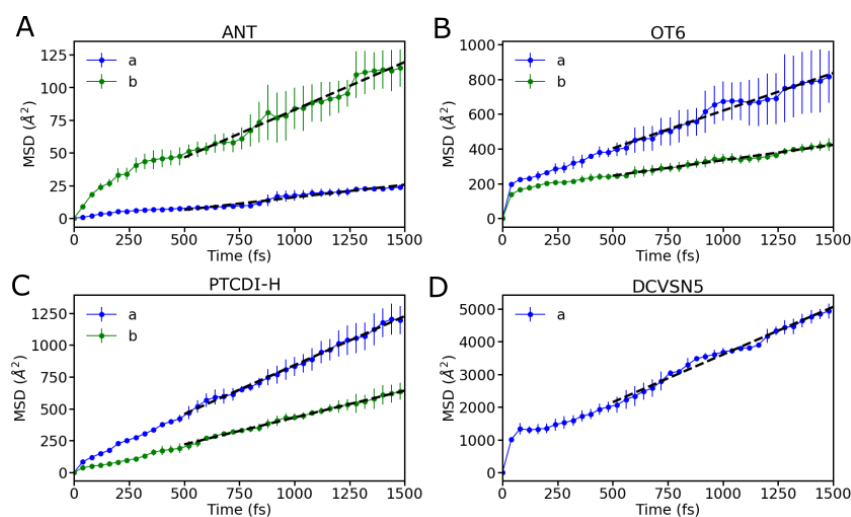 A
ANT
MSD (Å²)
125
100
75
50
25
0
a
b
0 250 500 750 1000 1250 1500
Time (fs)
B
OT6
MSD (Å²)
1000
800
600
400
200
0
a
b
0 250 500 750 1000 1250 1500
Time (fs)
C
PTCDI-H
MSD (Å²)
1250
1000
750
500
250
0
a
b
0 250 500 750 1000 1250 1500
Time (fs)
D
DCVSN5
MSD (Å²)
5000
4000
3000
2000
1000
0
a
0 250 500 750 1000 1250 1500
Time (fs)